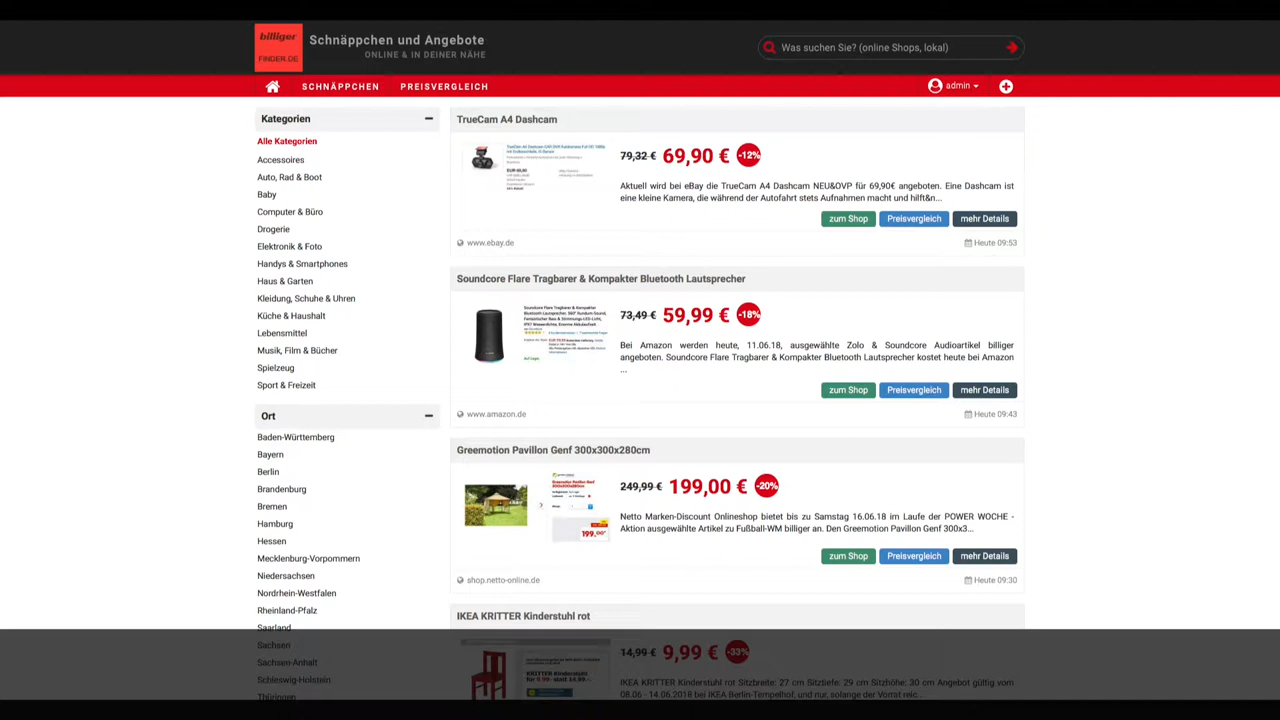 billiger
FINDER.DE
Schnäppchen und Angebote
ONLINE & IN DEINER NÄHE
Was suchen Sie? (online Shops, lokal)
SCHNÄPPCHEN
PREISVERGLEICH
admin
Kategorien
Alle Kategorien
Accessoires
Auto, Rad & Boot
Baby
Computer & Büro
Drogerie
Elektronik & Foto
Handys & Smartphones
Haus & Garten
Kleidung, Schuhe & Uhren
Küche & Haushalt
Lebensmittel
Musik, Film & Bücher
Spielzeug
Sport & Freizeit
Ort
Baden-Württemberg
Bayern
Berlin
Brandenburg
Bremen
Hamburg
Hessen
Mecklenburg-Vorpommern
Niedersachsen
Nordrhein-Westfalen
Rheinland-Pfalz
Saarland
Sachsen
Sachsen-Anhalt
Schleswig-Holstein
Thüringen
TrueCam A4 Dashcam
79,32 € 69,90 € -12%
Aktuell wird bei eBay die TrueCam A4 Dashcam NEU&OVP für 69,90€ angeboten. Eine Dashcam ist
eine kleine Kamera, die während der Autofahrt stets Aufnahmen macht und hilft&n...
zum Shop Preisvergleich mehr Details
www.ebay.de Heute 09:53
Soundcore Flare Tragbarer & Kompakter Bluetooth Lautsprecher
Soundcore Flare Tragbarer & Kompakter
73,49 € 59,99 € -18%
Bei Amazon werden heute, 11.06.18, ausgewählte Zolo & Soundcore Audioartikel billiger
angeboten. Soundcore Flare Tragbarer & Kompakter Bluetooth Lautsprecher kostet heute bei Amazon
...
zum Shop Preisvergleich mehr Details
www.amazon.de Heute 09:43
Greemotion Pavillon Genf 300x300x280cm
199.00*
249,99 € 199,00 € -20%
Netto Marken-Discount Onlineshop bietet bis zu Samstag 16.06.18 im Laufe der POWER WOCHE -
Aktion ausgewählte Artikel zu Fußball-WM billiger an. Den Greemotion Pavillon Genf 300x3...
zum Shop Preisvergleich mehr Details
shop.netto-online.de Heute 09:30
IKEA KRITTER Kinderstuhl rot
KRITTER Kinderstuhl
14,99 € 9,99 € -33%
IKEA KRITTER Kinderstuhl rot Sitzbreite: 27 cm Sitztiefe: 29 cm Sitzhöhe: 30 cm Angebot gültig vom
08.06 - 14.06.2018 bei IKEA Berlin-Tempelhof, und nur, solange der Vorrat reic...